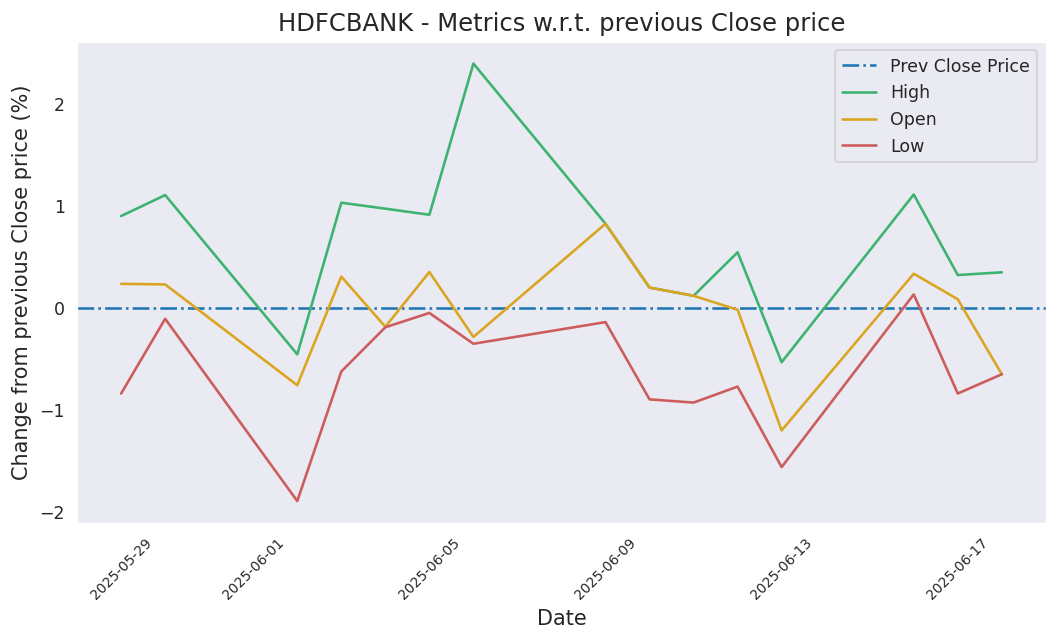 HDFCBANK - Metrics w.r.t. previous Close price
Prev Close Price
High
Open
Low
Change from previous Close price (%)
2
1
0
−1
−2
2025-05-29
2025-06-01
2025-06-05
2025-06-09
2025-06-13
2025-06-17
Date